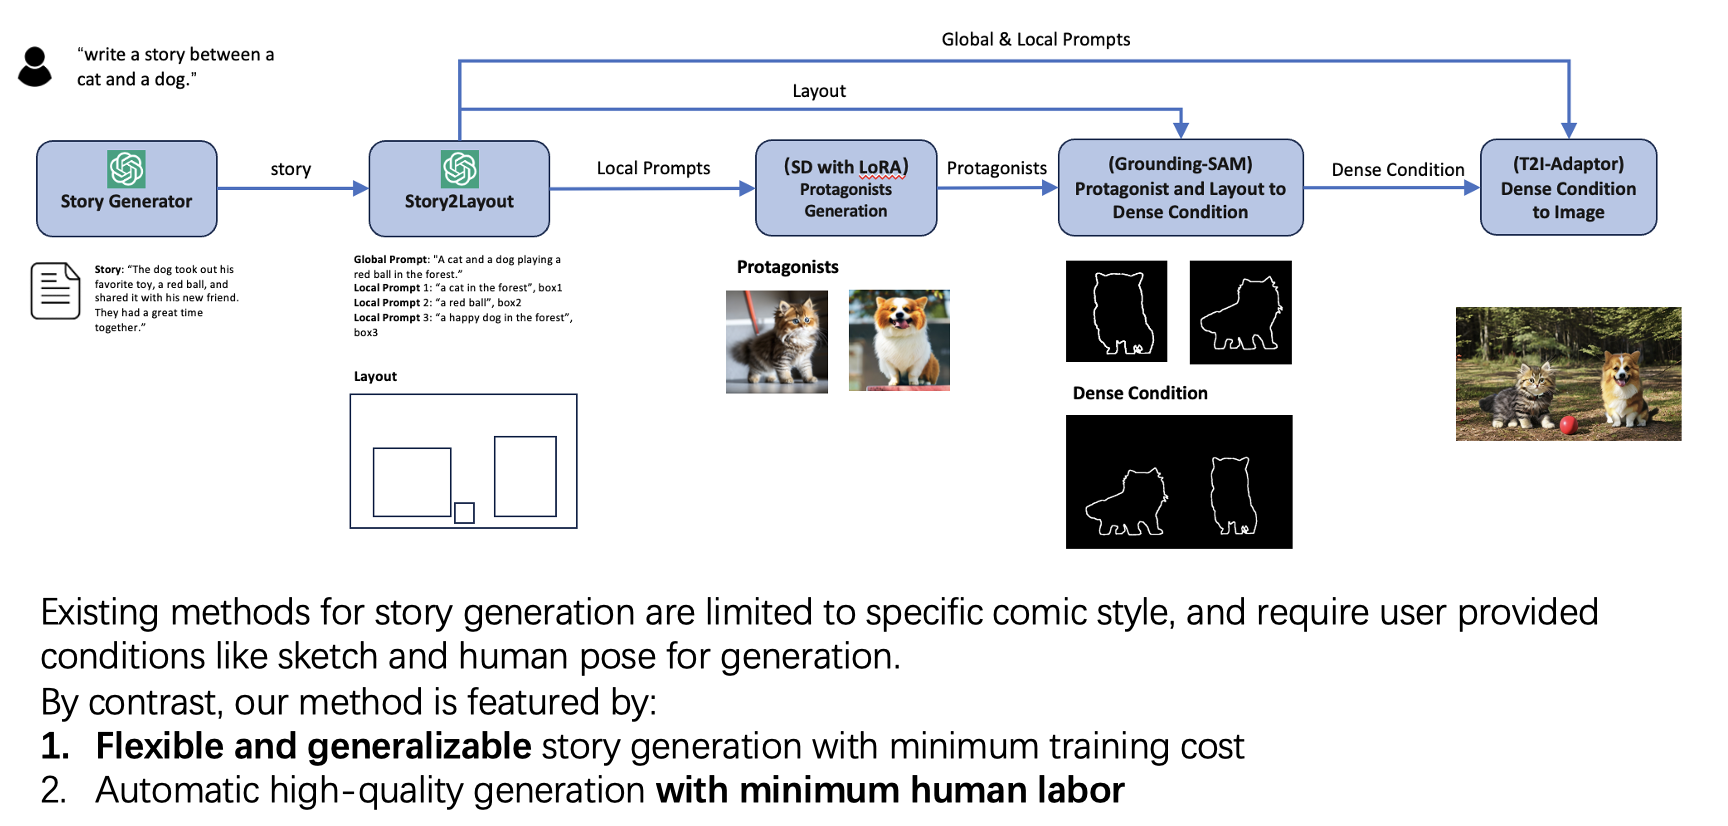 Global & Local Prompts
“write a story between a
cat and a dog.”
Layout
Story Generator
story
Story2Layout
Local Prompts
(SD with LoRA)
Protagonists
Generation
Protagonists
(Grounding-SAM)
Protagonist and Layout to
Dense Condition
Dense Condition
(T2I-Adaptor)
Dense Condition
to Image
Story: “The dog took out his
favorite toy, a red ball, and
shared it with his new friend.
They had a great time
together.”
Global Prompt: "A cat and a dog playing a
red ball in the forest.”
Local Prompt 1: “a cat in the forest”, box1
Local Prompt 2: “a red ball”, box2
Local Prompt 3: “a happy dog in the forest”,
box3
Layout
Protagonists
Dense Condition
Existing methods for story generation are limited to specific comic style, and require user provided
conditions like sketch and human pose for generation.
By contrast, our method is featured by:
1. Flexible and generalizable story generation with minimum training cost
2. Automatic high-quality generation with minimum human labor